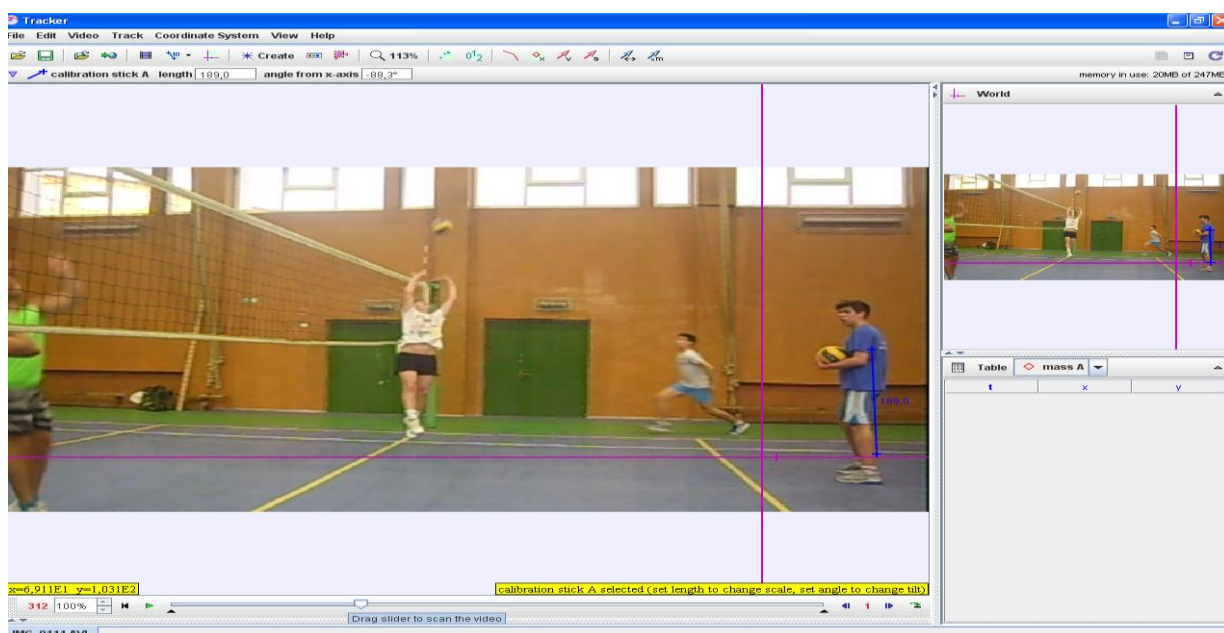 Tracker
File Edit Video Track Coordinate System View Help
Create 113%
calibration stick A length 189,0 angle from x-axis -88,3° memory in use: 20MB of 247MB
World
189,0
Table mass A
t x y
x=6,911E1 y=1,031E2
calibration stick A selected (set length to change scale, set angle to change tilt)
312 100% 1
Drag slider to scan the video
IMG_0111.AVI